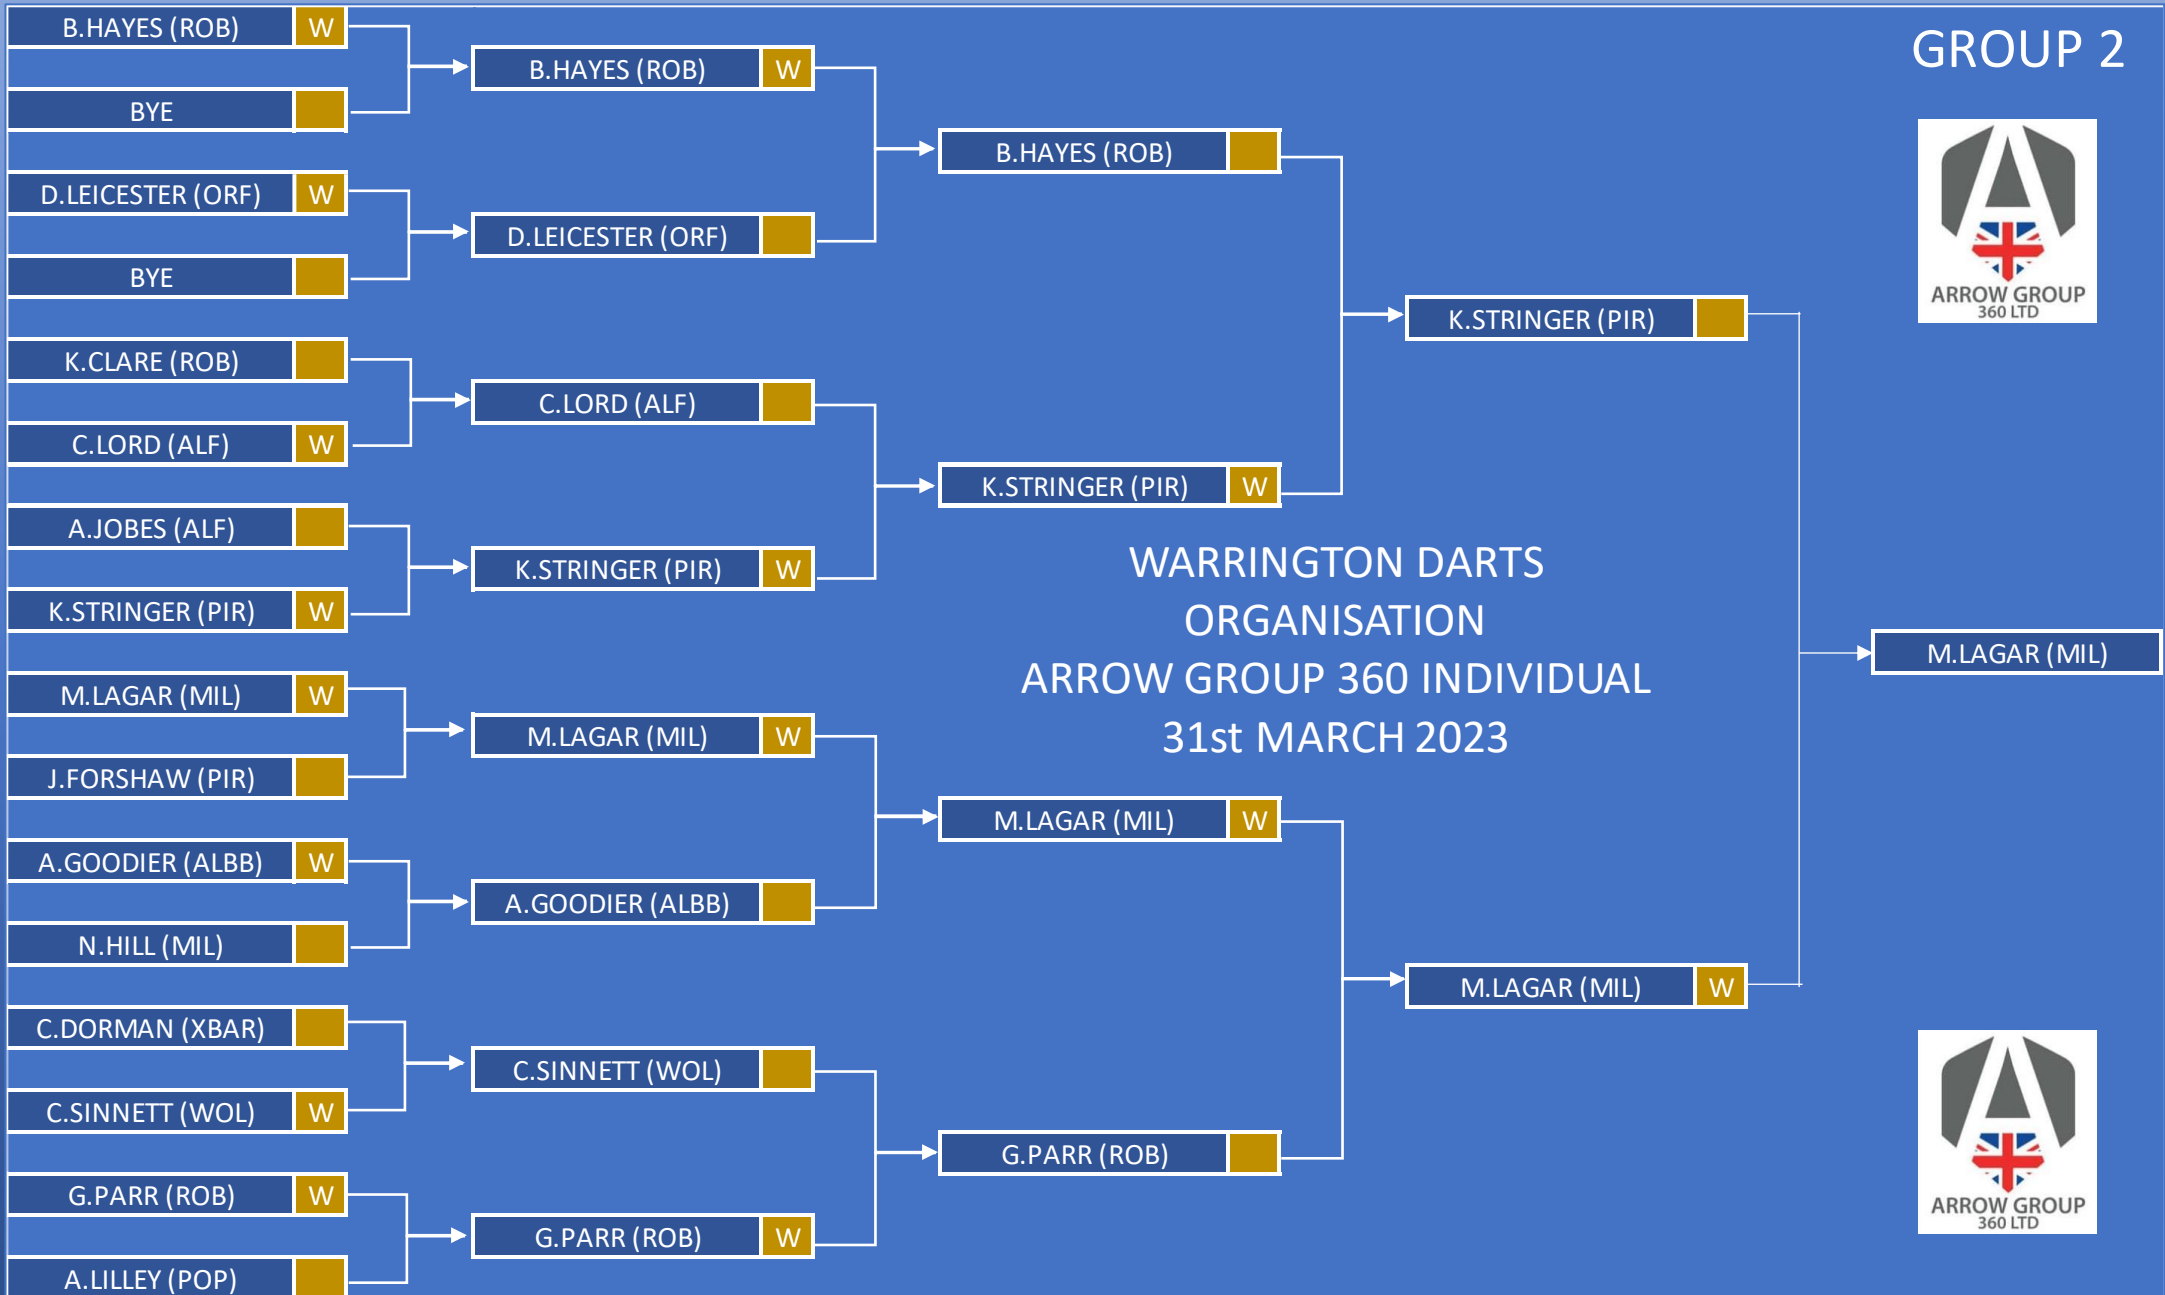 GROUP 2
B.HAYES (ROB) W
BYE
D.LEICESTER (ORF) W
BYE
K.CLARE (ROB)
C.LORD (ALF) W
A.JOBES (ALF)
K.STRINGER (PIR) W
M.LAGAR (MIL) W
J.FORSHAW (PIR)
A.GOODIER (ALBB) W
N.HILL (MIL)
C.DORMAN (XBAR)
C.SINNETT (WOL) W
G.PARR (ROB) W
A.LILLEY (POP)
B.HAYES (ROB) W
D.LEICESTER (ORF)
C.LORD (ALF)
K.STRINGER (PIR) W
M.LAGAR (MIL) W
A.GOODIER (ALBB)
C.SINNETT (WOL)
G.PARR (ROB) W
B.HAYES (ROB)
K.STRINGER (PIR) W
M.LAGAR (MIL) W
G.PARR (ROB)
K.STRINGER (PIR)
M.LAGAR (MIL) W
M.LAGAR (MIL)
WARRINGTON DARTS
ORGANISATION
ARROW GROUP 360 INDIVIDUAL
31st MARCH 2023
ARROW GROUP
360 LTD
ARROW GROUP
360 LTD